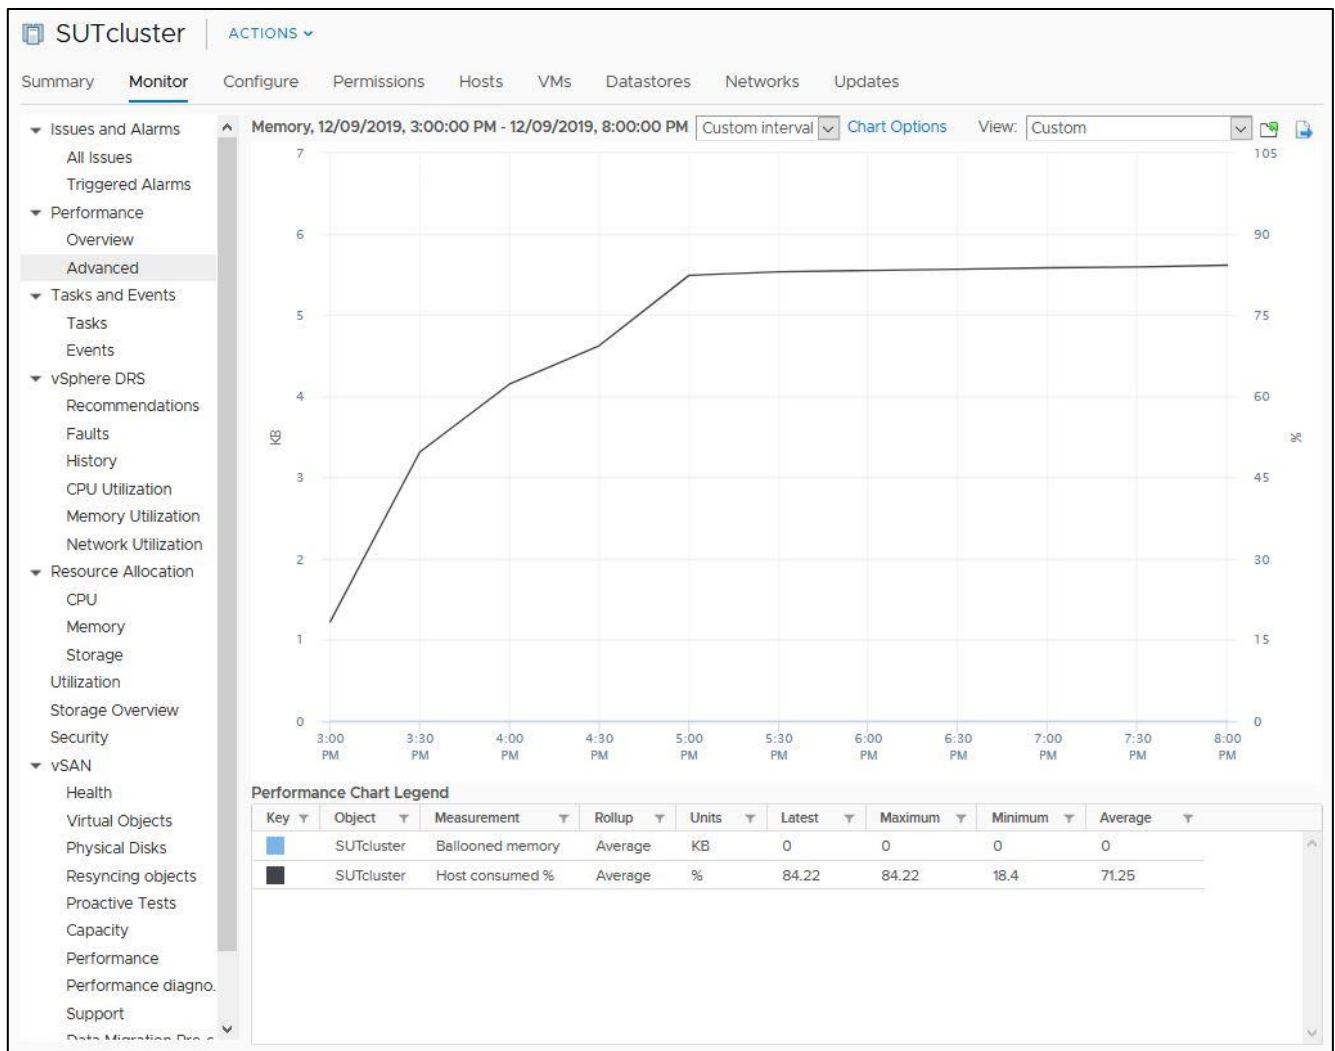 SUTcluster ACTIONS
Summary Monitor Configure Permissions Hosts VMs Datastores Networks Updates
Issues and Alarms
All Issues
Triggered Alarms
Performance
Overview
Advanced
Tasks and Events
Tasks
Events
vSphere DRS
Recommendations
Faults
History
CPU Utilization
Memory Utilization
Network Utilization
Resource Allocation
CPU
Memory
Storage
Utilization
Storage Overview
Security
vSAN
Health
Virtual Objects
Physical Disks
Resyncing objects
Proactive Tests
Capacity
Performance
Performance diagno.
Support
Memory, 12/09/2019, 3:00:00 PM - 12/09/2019, 8:00:00 PM Custom interval Chart Options View: Custom
7 105
6 90
5 75
4 60
KB %
3 45
2 30
1 15
0 0
3:00 3:30 4:00 4:30 5:00 5:30 6:00 6:30 7:00 7:30 8:00
PM PM PM PM PM PM PM PM PM PM PM
Performance Chart Legend
Key Object Measurement Rollup Units Latest Maximum Minimum Average
SUTcluster Ballooned memory Average KB 0 0 0 0
SUTcluster Host consumed % Average % 84.22 84.22 18.4 71.25